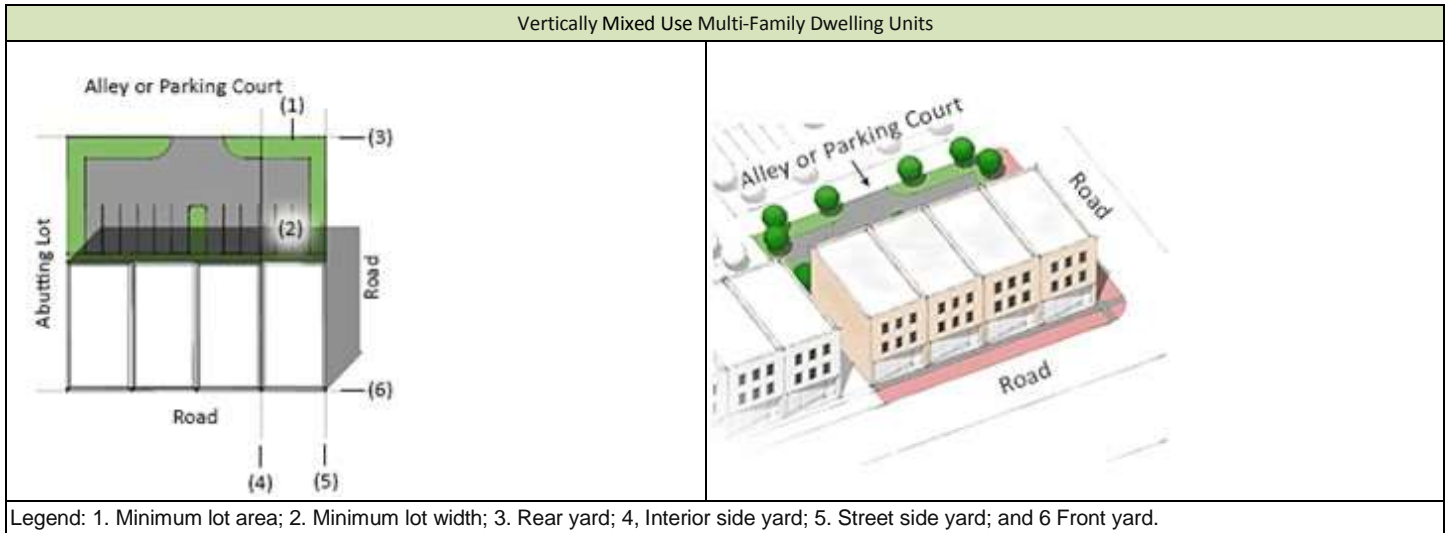 Vertically Mixed Use Multi-Family Dwelling Units
Alley or Parking Court
(1)
(3)
(2)
Abutting Lot
Road
(6)
Road
(4)
(5)
Alley or Parking Court
Road
Road
Legend: 1. Minimum lot area; 2. Minimum lot width; 3. Rear yard; 4, Interior side yard; 5. Street side yard; and 6 Front yard.